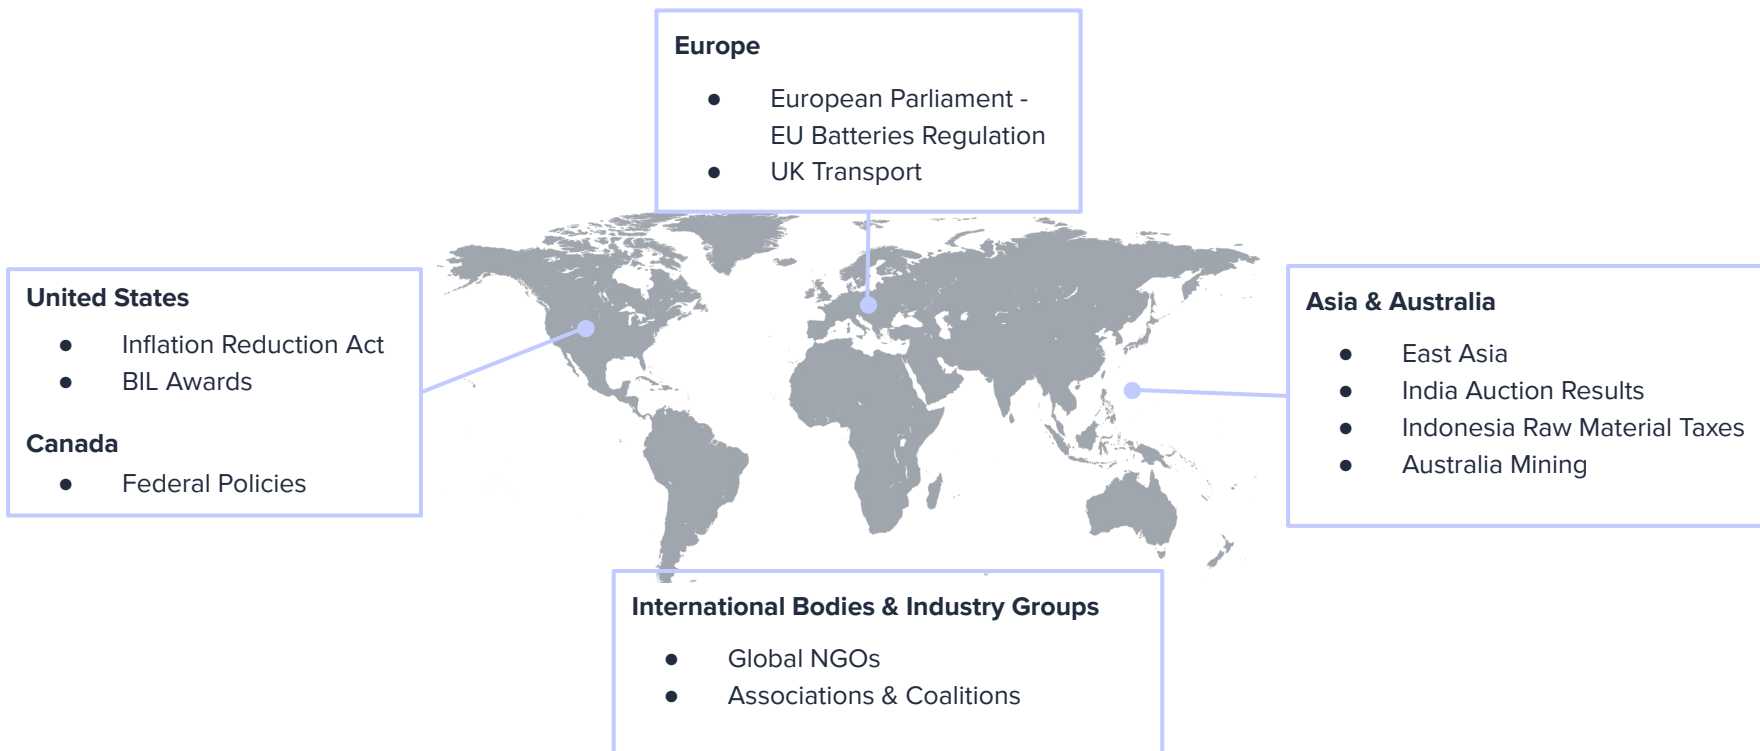 Europe
● European Parliament -
EU Batteries Regulation
● UK Transport
United States
● Inflation Reduction Act
● BIL Awards
Canada
● Federal Policies
Asia & Australia
● East Asia
● India Auction Results
● Indonesia Raw Material Taxes
● Australia Mining
International Bodies & Industry Groups
● Global NGOs
● Associations & Coalitions